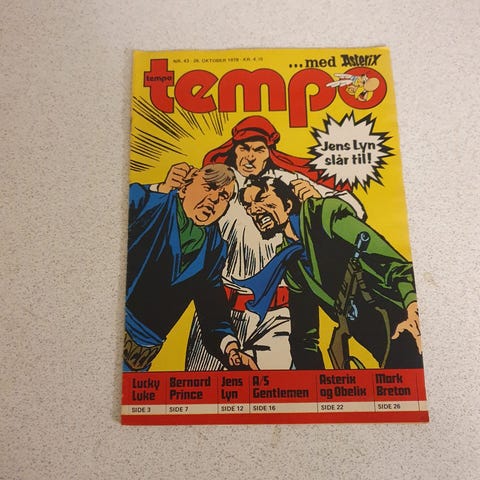 NR. 43 · 26. OKTOBER 1978 · KR. 4.15
...med Asterix
tempo
tempo
Jens Lyn
slår til!
Lucky
Luke
SIDE 3
Bernard
Prince
SIDE 7
Jens
Lyn
SIDE 12
A/S
Gentlemen
SIDE 16
Asterix
og Obelix
SIDE 22
Mark
Breton
SIDE 26